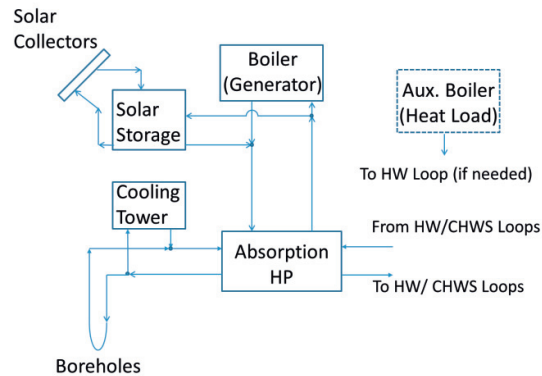 Solar
Collectors
Boiler
(Generator)
Aux. Boiler
(Heat Load)
Solar
Storage
To HW Loop (if needed)
Cooling
Tower
From HW/CHWS Loops
Absorption
HP
To HW/ CHWS Loops
Boreholes